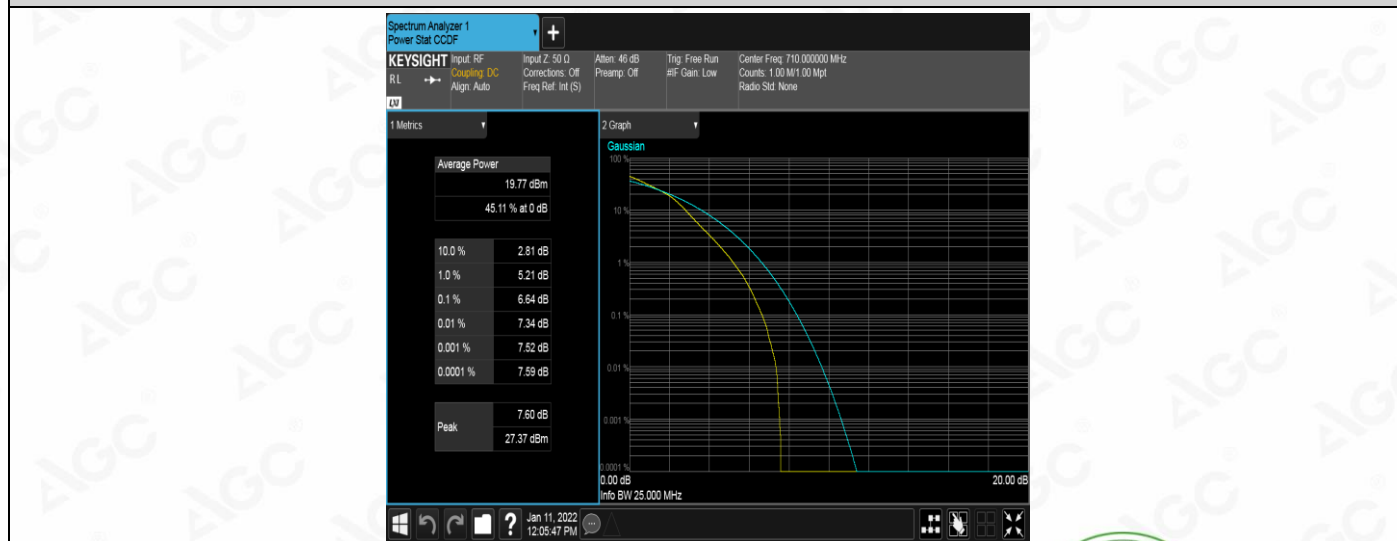 Spectrum Analyzer 1
Power Stat CCDF
+
KEYSIGHT
R L
LXI
Input: RF
Coupling: DC
Align: Auto
Input Z: 50 Ω
Corrections: Off
Freq Ref: Int (S)
Atten: 46 dB
Preamp: Off
Trig: Free Run
#IF Gain: Low
Center Freq: 710.000000 MHz
Counts: 1.00 M/1.00 Mpt
Radio Std: None
1 Metrics
Average Power
19.77 dBm
45.11 % at 0 dB
10.0 % 2.81 dB
1.0 % 5.21 dB
0.1 % 6.64 dB
0.01 % 7.34 dB
0.001 % 7.52 dB
0.0001 % 7.59 dB
Peak
7.60 dB
27.37 dBm
2 Graph
Gaussian
100 %
10 %
1 %
0.1 %
0.01 %
0.001 %
0.0001 %
0.00 dB 20.00 dB
Info BW 25.000 MHz
?
Jan 11, 2022
12:05:47 PM
AGC